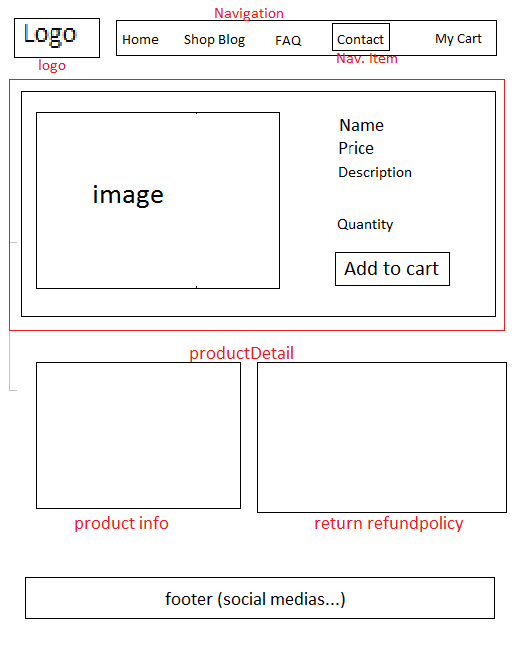 Navigation
Logo
Home Shop Blog FAQ Contact My Cart
logo
Nav. Item
Name
Price
Description
image
Quantity
Add to cart
productDetail
product info
return refundpolicy
footer (social medias...)